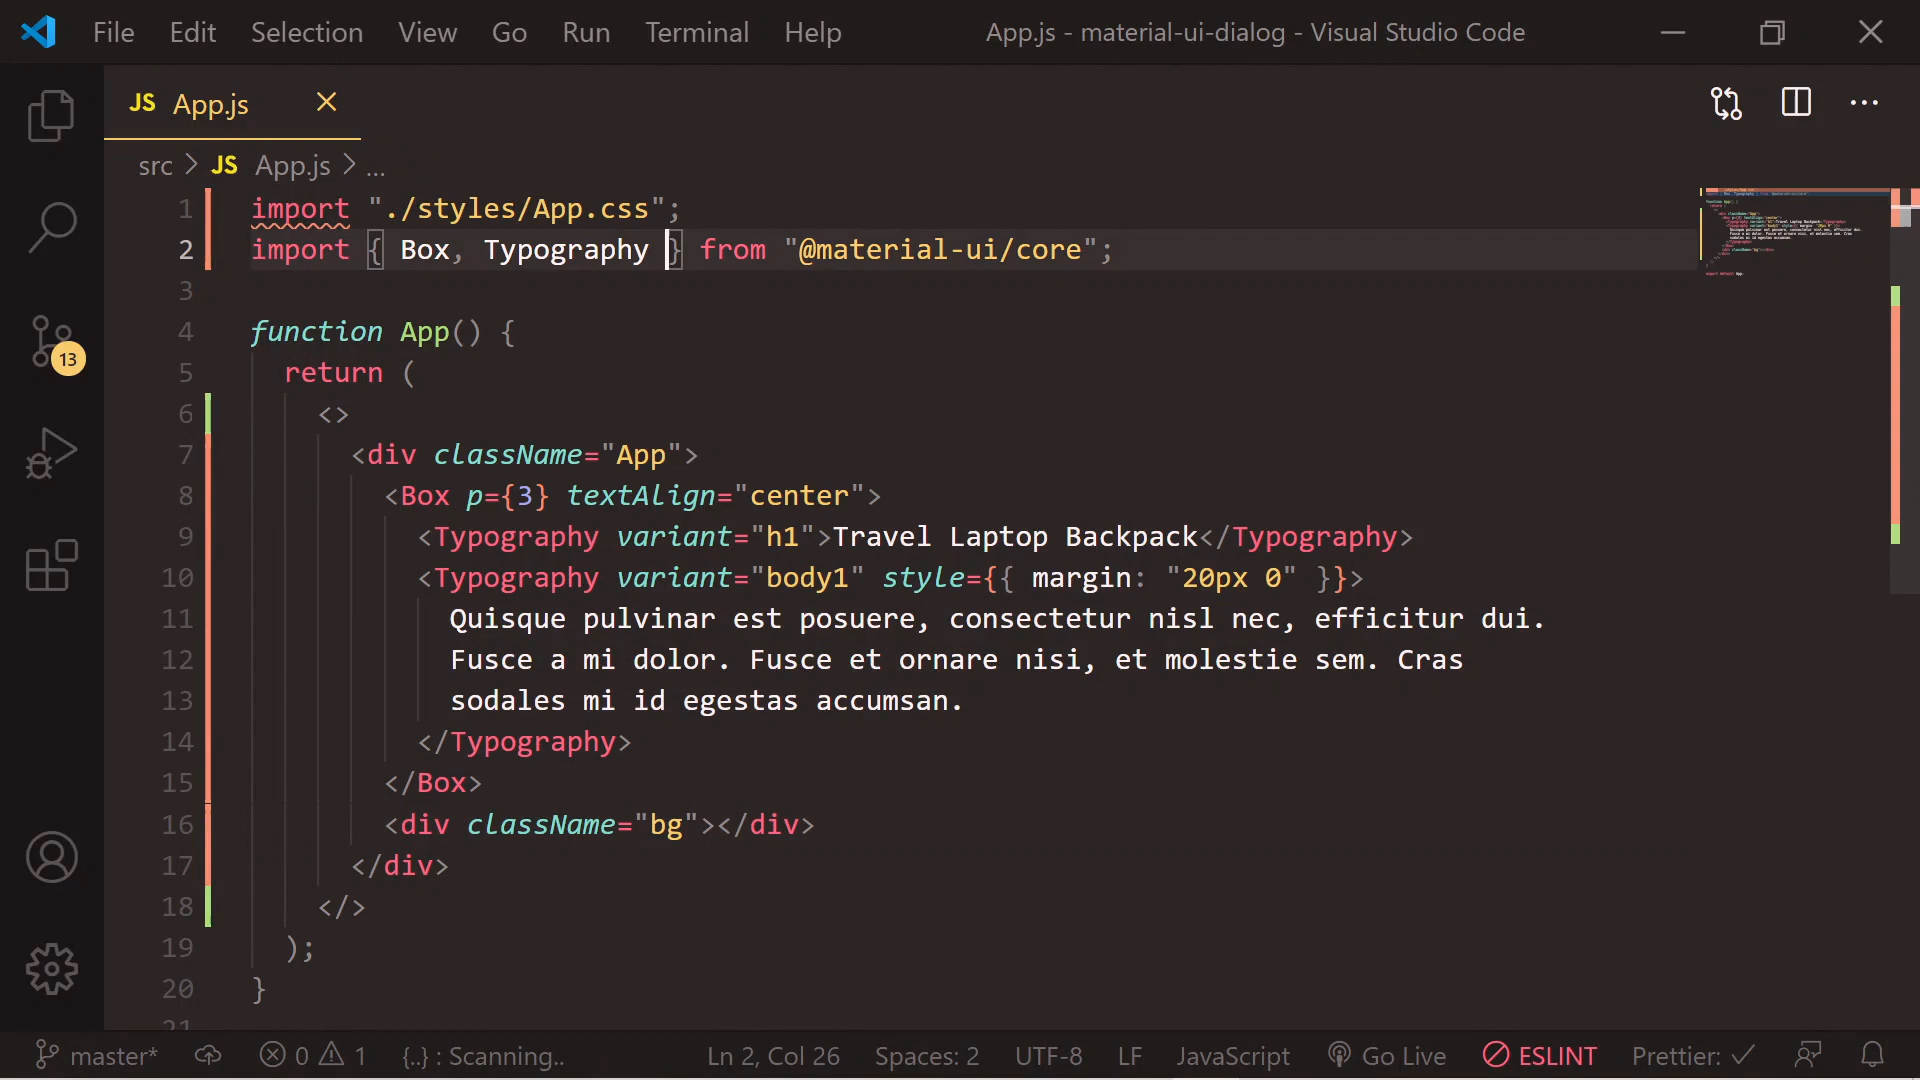 File Edit Selection View Go Run Terminal Help App.js - material-ui-dialog - Visual Studio Code
JS App.js
src > JS App.js > ...
1 import "./styles/App.css";
2 import { Box, Typography } from "@material-ui/core";
3
4 function App() {
5 return (
6 <>
7 <div className="App">
8 <Box p={3} textAlign="center">
9 <Typography variant="h1">Travel Laptop Backpack</Typography>
10 <Typography variant="body1" style={{ margin: "20px 0" }}>
11 Quisque pulvinar est posuere, consectetur nisl nec, efficitur dui.
12 Fusce a mi dolor. Fusce et ornare nisi, et molestie sem. Cras
13 sodales mi id egestas accumsan.
14 </Typography>
15 </Box>
16 <div className="bg"></div>
17 </div>
18 </>
19 );
20 }
21
13
master* 0 1 {..} : Scanning.. Ln 2, Col 26 Spaces: 2 UTF-8 LF JavaScript Go Live ESLINT Prettier: ✓